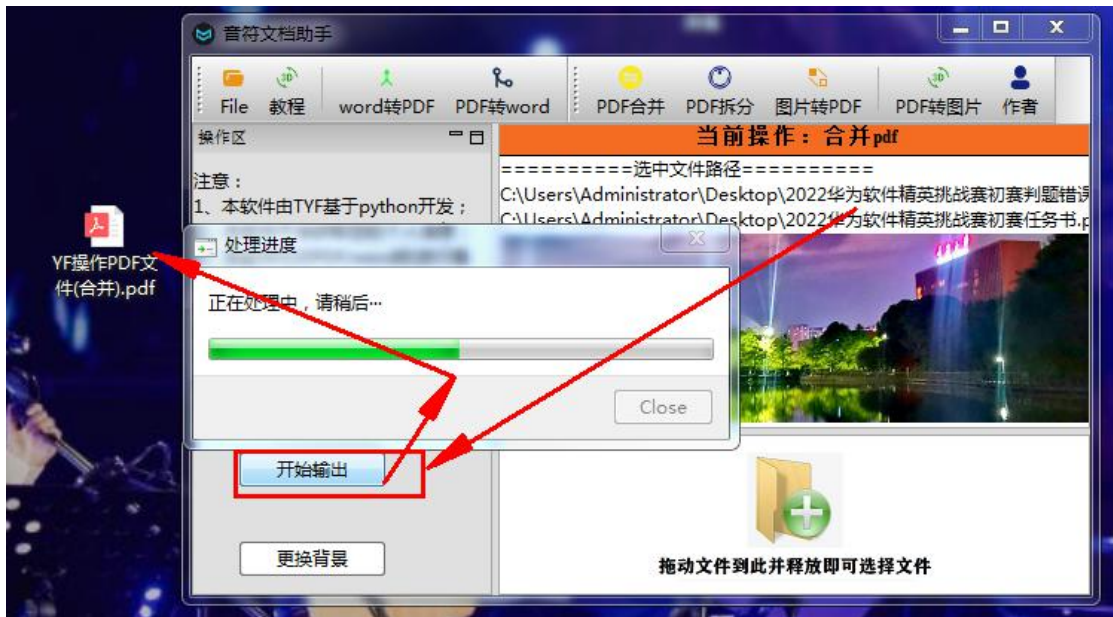 音符文档助手
File 教程 word转PDF PDF转word PDF合并 PDF拆分 图片转PDF PDF转图片 作者
操作区
当前操作：合并pdf
注意：
1、本软件由TYF基于python开发；
==========选中文件路径==========
C:\Users\Administrator\Desktop\2022华为软件精英挑战赛初赛判题错误
C:\Users\Administrator\Desktop\2022华为软件精英挑战赛初赛任务书.p
YF操作PDF文
件(合并).pdf
处理进度
正在处理中，请稍后…
Close
开始输出
更换背景
拖动文件到此并释放即可选择文件